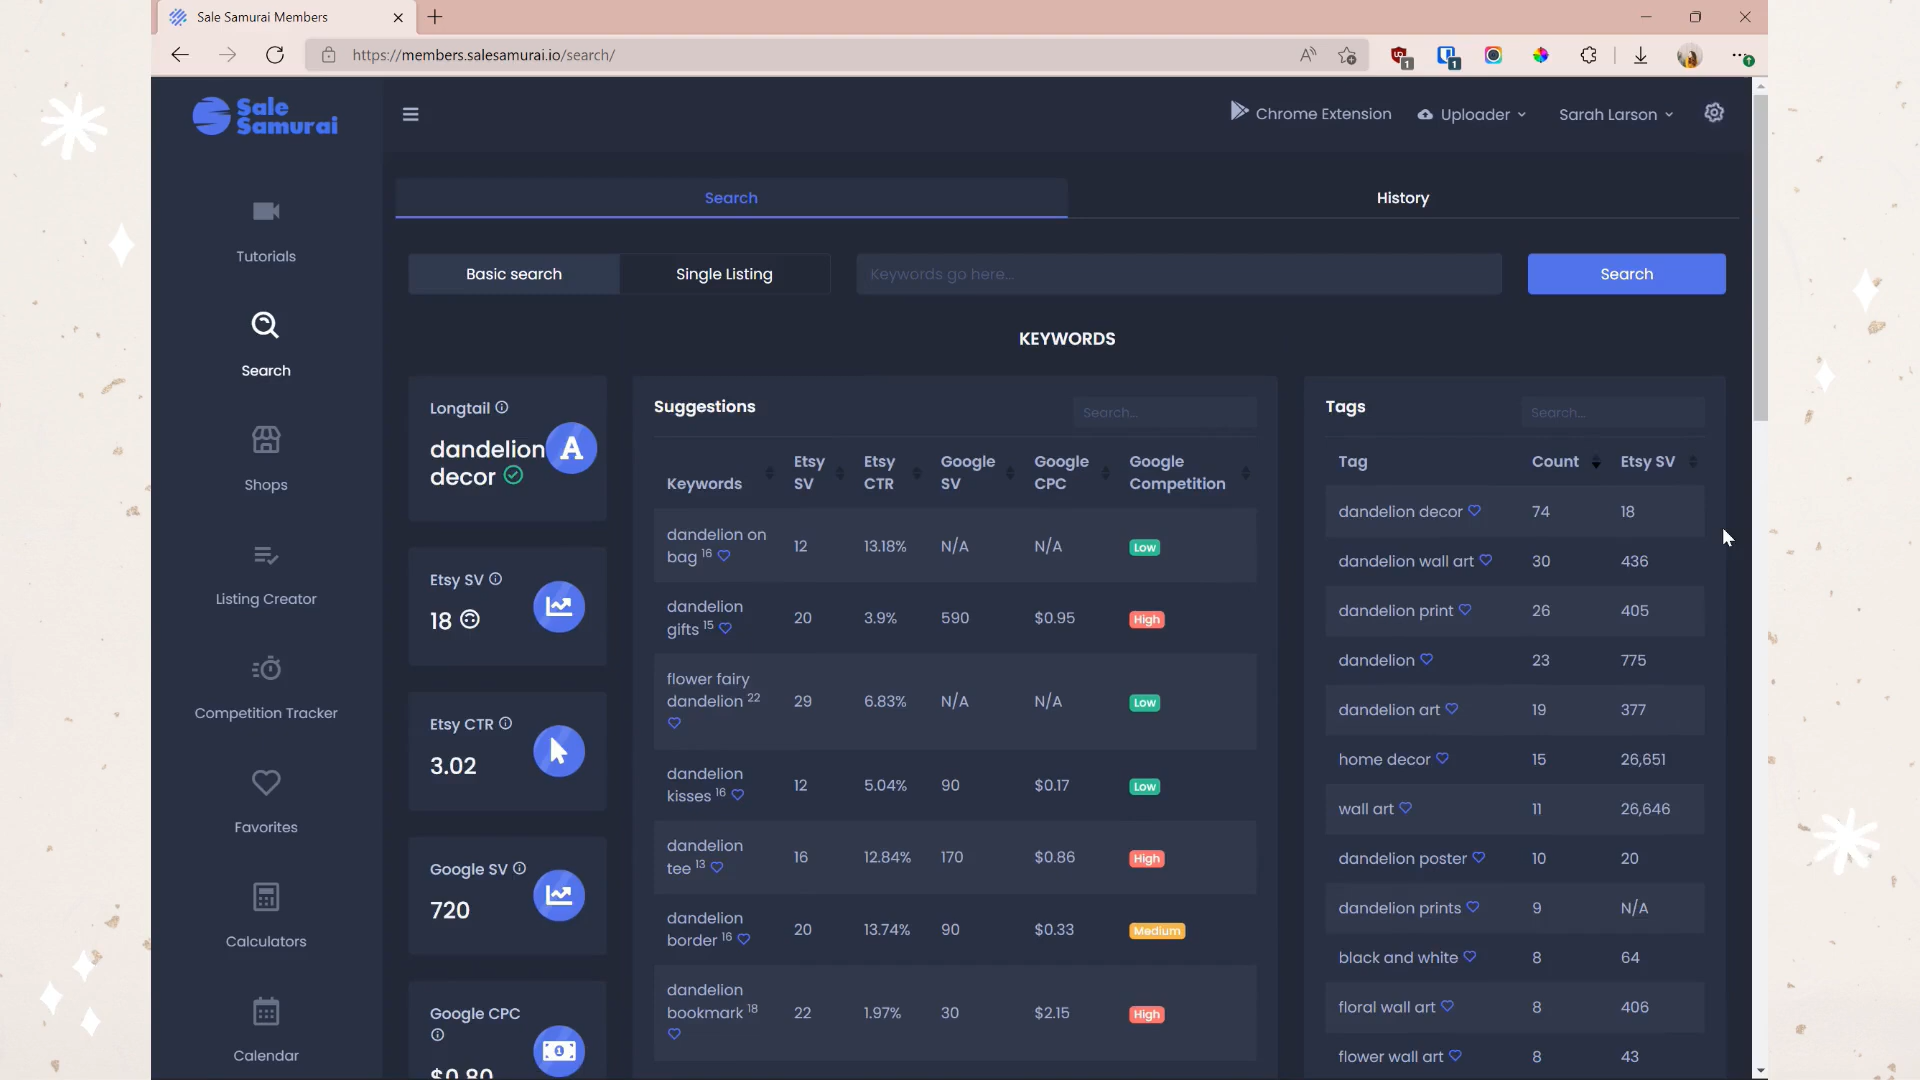 Sale Samurai Members
https://members.salesamurai.io/search/
1
1
Sale
Samurai
Chrome Extension
Uploader
Sarah Larson
Tutorials
Search
Shops
Listing Creator
Competition Tracker
Favorites
Calculators
Calendar
Search
History
Basic search
Single Listing
Keywords go here...
Search
KEYWORDS
Longtail
dandelion
decor
A
Etsy SV
18
Etsy CTR
3.02
Google SV
720
Google CPC
$0.80
Suggestions
Search...
Keywords Etsy SV Etsy CTR Google SV Google CPC Google Competition
dandelion on bag 16 12 13.18% N/A N/A Low
dandelion gifts 15 20 3.9% 590 $0.95 High
flower fairy dandelion 22 29 6.83% N/A N/A Low
dandelion kisses 16 12 5.04% 90 $0.17 Low
dandelion tee 13 16 12.84% 170 $0.86 High
dandelion border 16 20 13.74% 90 $0.33 Medium
dandelion bookmark 18 22 1.97% 30 $2.15 High
Tags
Search...
Tag Count Etsy SV
dandelion decor 74 18
dandelion wall art 30 436
dandelion print 26 405
dandelion 23 775
dandelion art 19 377
home decor 15 26,651
wall art 11 26,646
dandelion poster 10 20
dandelion prints 9 N/A
black and white 8 64
floral wall art 8 406
flower wall art 8 43